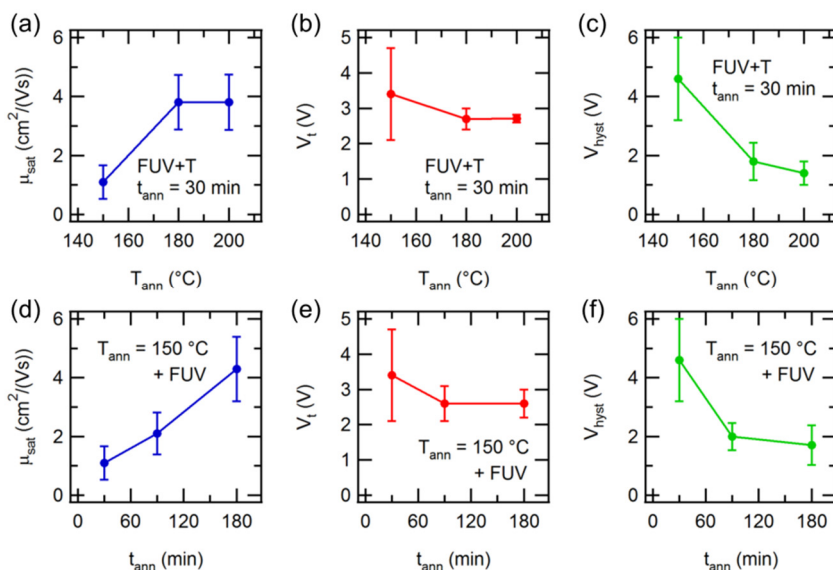 (a)
6
4
2
0
μsat (cm2/(Vs))
FUV+T
tann = 30 min
140 160 180 200
Tann (°C)
(b)
5
4
3
2
1
0
Vt (V)
FUV+T
tann = 30 min
140 160 180 200
Tann (°C)
(c)
6
4
2
0
Vhyst (V)
FUV+T
tann = 30 min
140 160 180 200
Tann (°C)
(d)
6
4
2
0
μsat (cm2/(Vs))
Tann = 150 °C
+ FUV
0 60 120 180
tann (min)
(e)
5
4
3
2
1
0
Vt (V)
Tann = 150 °C
+ FUV
0 60 120 180
tann (min)
(f)
6
4
2
0
Vhyst (V)
Tann = 150 °C
+ FUV
0 60 120 180
tann (min)